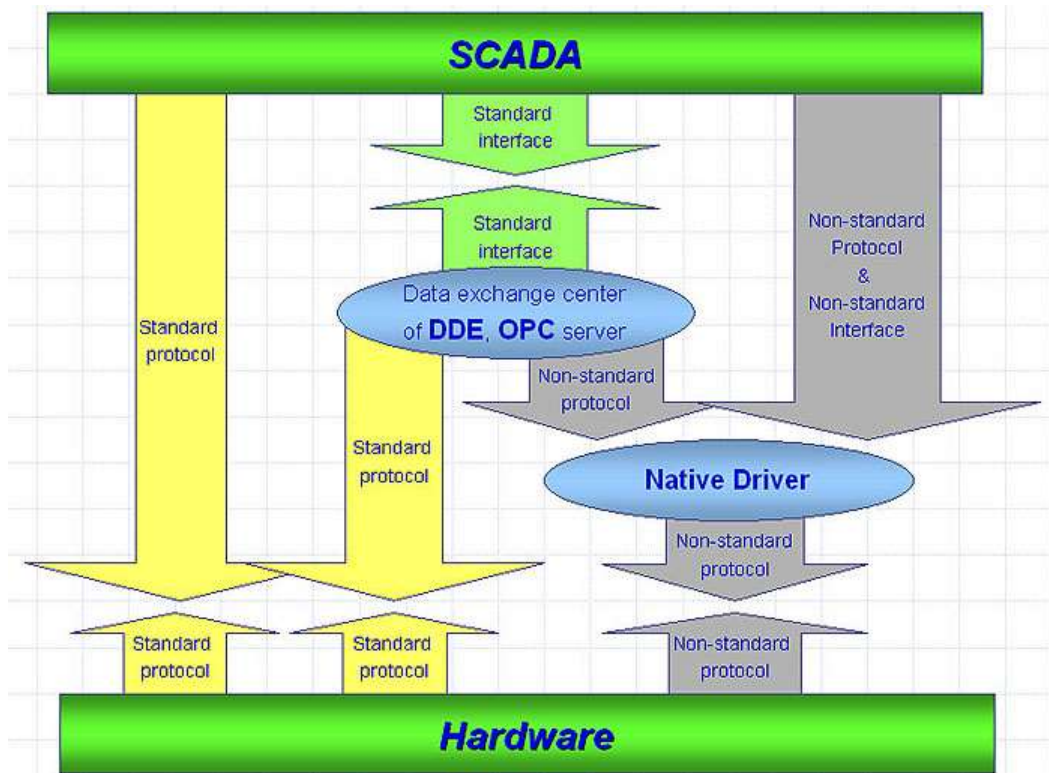 SCADA
Standard
interface
Standard
interface
Non-standard
Protocol
&
Non-standard
Interface
Data exchange center
of DDE, OPC server
Standard
protocol
Non-standard
protocol
Standard
protocol
Native Driver
Non-standard
protocol
Standard
protocol
Standard
protocol
Non-standard
protocol
Hardware